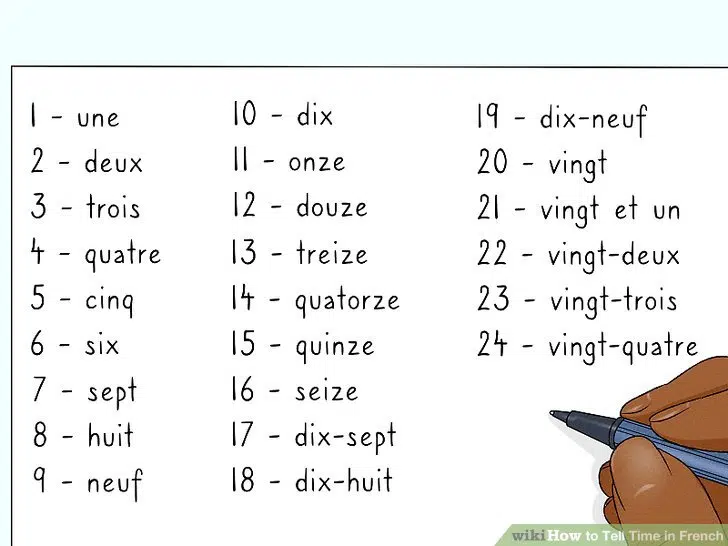 1 - une
2 - deux
3 - trois
4 - quatre
5 - cinq
6 - six
7 - sept
8 - huit
9 - neuf
10 - dix
11 - onze
12 - douze
13 - treize
14 - quatorze
15 - quinze
16 - seize
17 - dix-sept
18 - dix-huit
19 - dix-neuf
20 - vingt
21 - vingt et un
22 - vingt-deux
23 - vingt-trois
24 - vingt-quatre
wikiHow to Tell Time in French